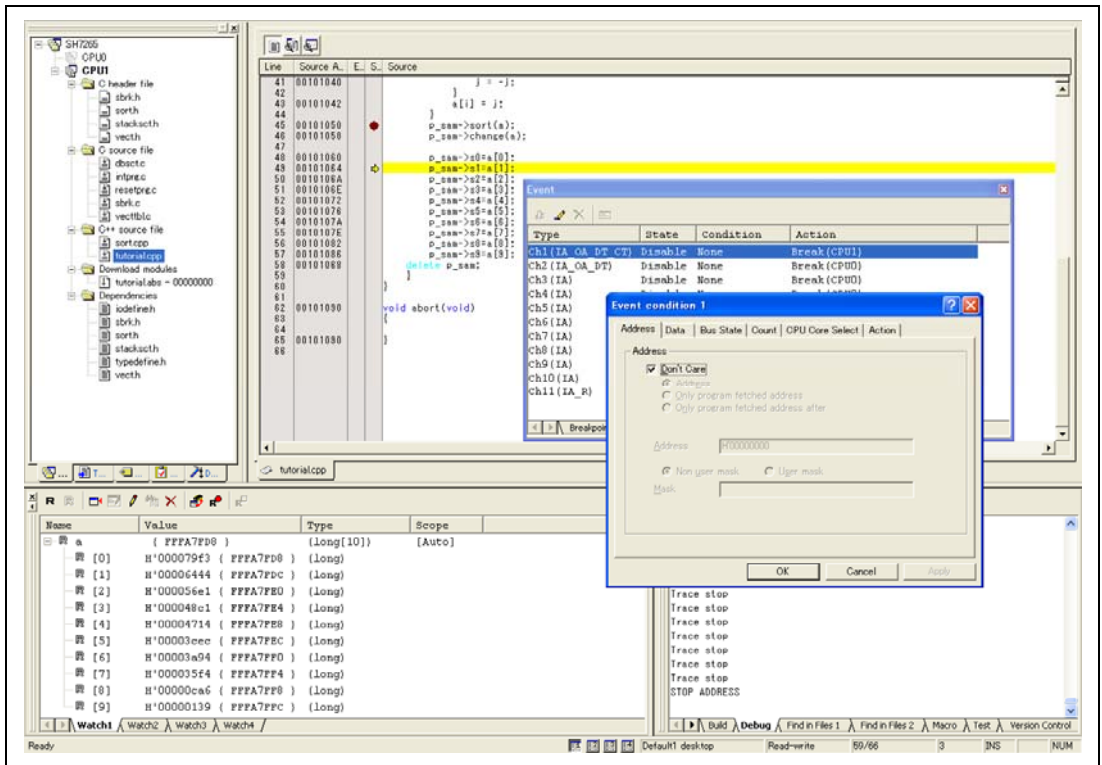 SH7265
CPU0
CPU1
C header file
sbrk.h
sort.h
stacksct.h
vect.h
C source file
dbsct.c
intprg.c
resetprg.c
sbrk.c
vecttbl.c
C++ source file
sort.cpp
tutorial.cpp
Download modules
tutorial.abs - 00000000
Dependencies
iodefine.h
sbrk.h
sort.h
stacksct.h
typedefine.h
vect.h
T...
...
...
D...
Line Source A.. E.. S.. Source
41 00101040 j = -j;
42 }
43 00101042 a[i] = j;
44 }
45 00101050 p_sam->sort(a);
46 00101058 p_sam->change(a);
47
48 00101060 p_sam->s0=a[0];
49 00101064 p_sam->s1=a[1];
50 0010106A p_sam->s2=a[2];
51 0010106E p_sam->s3=a[3];
52 00101072 p_sam->s4=a[4];
53 00101076 p_sam->s5=a[5];
54 0010107A p_sam->s6=a[6];
55 0010107E p_sam->s7=a[7];
56 00101082 p_sam->s8=a[8];
57 00101086 p_sam->s9=a[9];
58 delete p_sam;
59 }
60 }
61
62 00101090 void abort(void)
63 {
64
65 }
66
tutorial.cpp
Event
Type State Condition Action
Ch1(IA_OA_DT_CT) Disable None Break(CPU1)
Ch2(IA_OA_DT) Disable None Break(CPU0)
Ch3(IA) Disable None Break(CPU0)
Ch4(IA)
Ch5(IA)
Ch6(IA)
Ch7(IA)
Ch8(IA)
Ch9(IA)
Ch10(IA)
Ch11(IA_R)
Breakpoi
Event condition 1
Address Data Bus State Count CPU Core Select Action
Address
Don't Care
Address
Only program fetched address
Only program fetched address after
Address H'00000000
Non user mask User mask
Mask
OK Cancel Apply
R
Name Value Type Scope
a { FFFA7FD8 } (long[10]) [Auto]
[0] H'000079f3 { FFFA7FD8 } (long)
[1] H'00006444 { FFFA7FDC } (long)
[2] H'000056e1 { FFFA7FE0 } (long)
[3] H'000048c1 { FFFA7FE4 } (long)
[4] H'00004714 { FFFA7FE8 } (long)
[5] H'00003cec { FFFA7FEC } (long)
[6] H'00003a94 { FFFA7FF0 } (long)
[7] H'000035f4 { FFFA7FF4 } (long)
[8] H'00000ca6 { FFFA7FF8 } (long)
[9] H'00000139 { FFFA7FFC } (long)
Watch1 Watch2 Watch3 Watch4
Trace stop
Trace stop
Trace stop
Trace stop
Trace stop
Trace stop
Trace stop
STOP ADDRESS
Build Debug Find in Files 1 Find in Files 2 Macro Test Version Control
Ready Default1 desktop Read-write 59/66 3 INS NUM